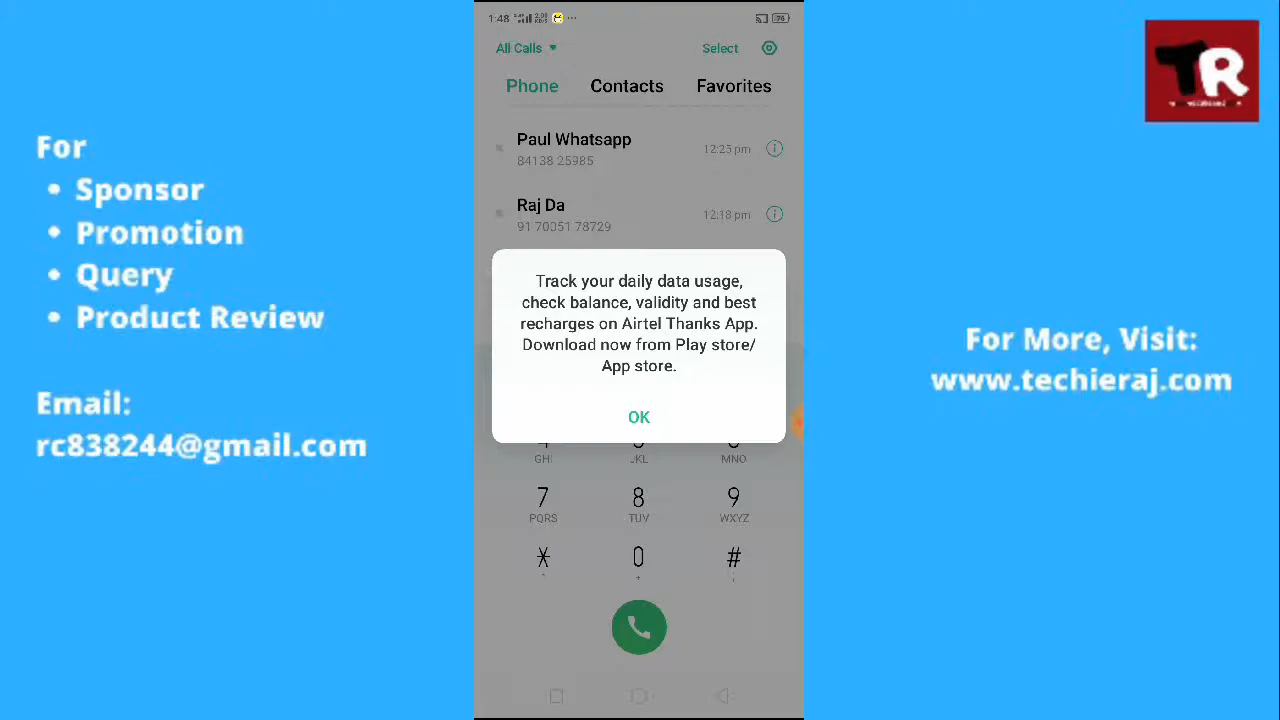 For
• Sponsor
• Promotion
• Query
• Product Review
Email:
rc838244@gmail.com
1:48
76
All Calls
Select
Phone
Contacts
Favorites
Paul Whatsapp
84138 25985
12:25 pm
Raj Da
91 70051 78729
12:18 pm
Track your daily data usage,
check balance, validity and best
recharges on Airtel Thanks App.
Download now from Play store/
App store.
OK
GHI
JKL
MNO
7
8
9
PQRS
TUV
WXYZ
*
0
#
+
TR
For More, Visit:
www.techieraj.com